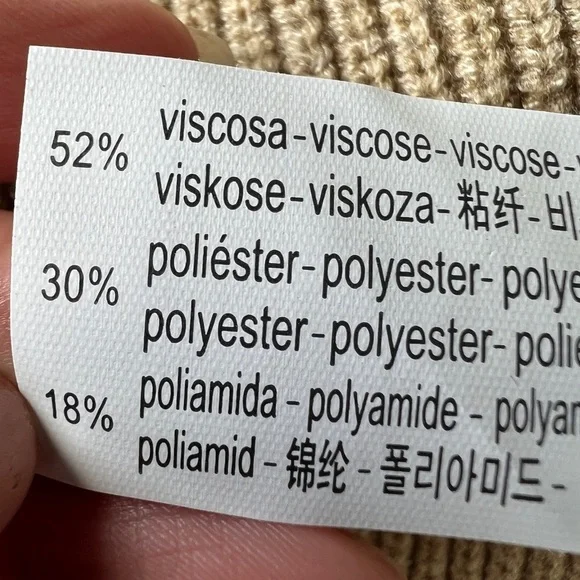 52% viscosa-viscose-viscose-
viskose-viskoza-粘纤-비
30% poliéster-polyester-polye
polyester-polyester-polie
18% poliamida-polyamide-polyam
poliamid-锦纶-폴리아미드-